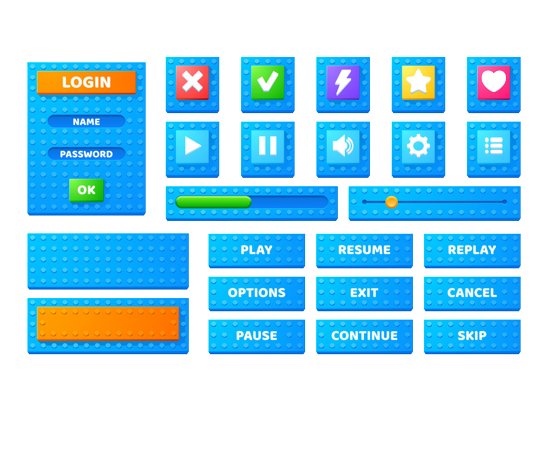 LOGIN
NAME
PASSWORD
OK
PLAY
RESUME
REPLAY
OPTIONS
EXIT
CANCEL
PAUSE
CONTINUE
SKIP